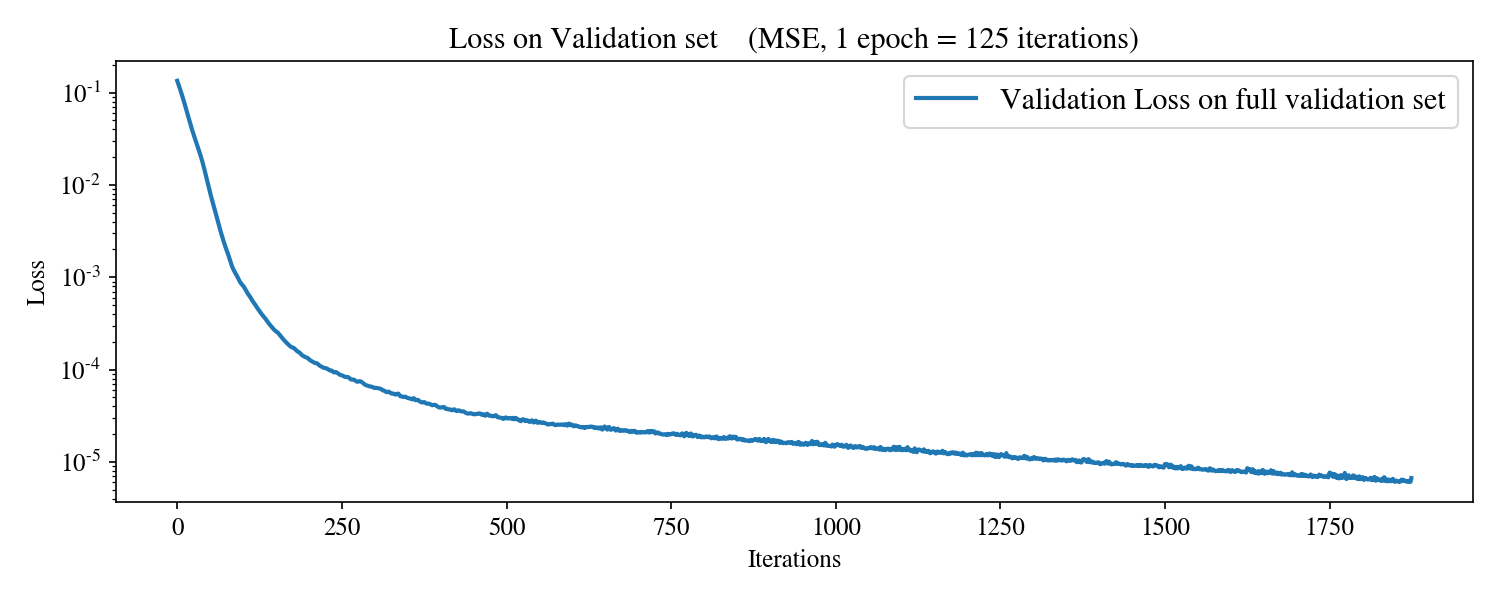 Loss on Validation set (MSE, 1 epoch = 125 iterations)
Validation Loss on full validation set
Loss
10⁻¹
10⁻²
10⁻³
10⁻⁴
10⁻⁵
0 250 500 750 1000 1250 1500 1750
Iterations